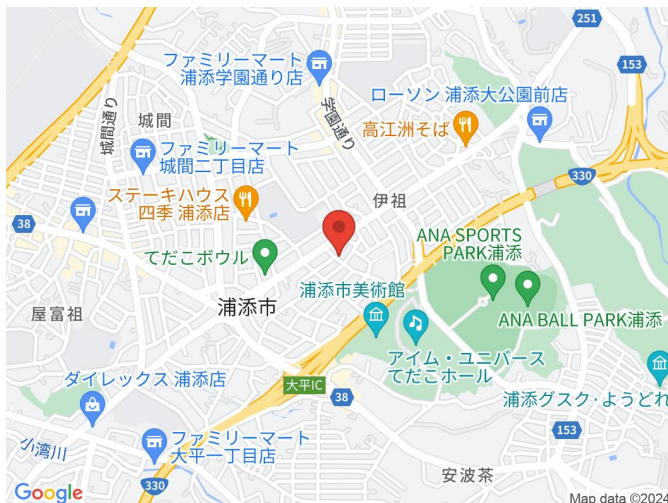 251
153
ファミリーマート
浦添学園通り店
学園通り
ローソン 浦添大公園前店
城間通り
城間
高江洲そば
ファミリーマート
城間二丁目店
330
ステーキハウス
四季 浦添店
伊祖
38
てだこボウル
ANA SPORTS
PARK浦添
屋富祖
浦添市
浦添市美術館
ANA BALL PARK浦添
アイム・ユニバース
てだこホール
ダイレックス 浦添店
大平IC
38
浦添グスク·ようどれ
153
小湾川
ファミリーマート
大平一丁目店
330
安波茶
Google
Map data ©2024